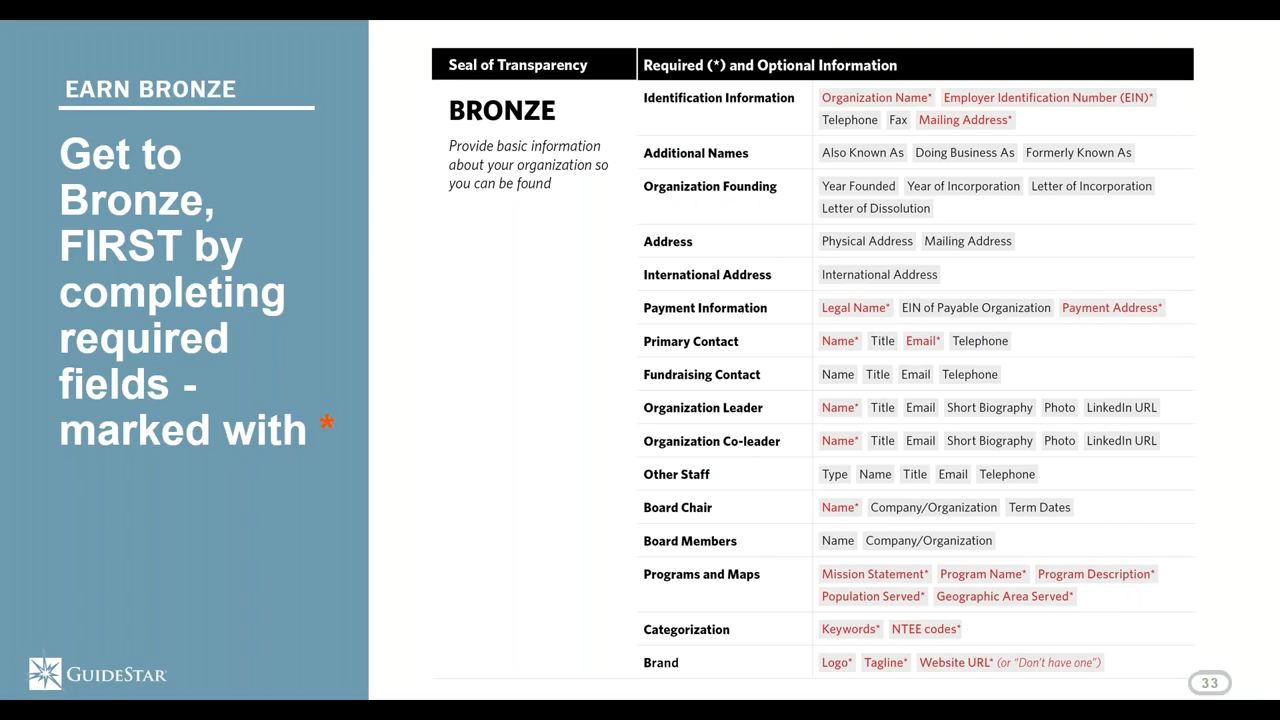 EARN BRONZE
Get to
Bronze,
FIRST by
completing
required
fields -
marked with *
GUIDESTAR
Seal of Transparency
Required (*) and Optional Information
BRONZE
Provide basic information
about your organization so
you can be found
Identification Information
Organization Name* Employer Identification Number (EIN)*
Telephone Fax Mailing Address*
Additional Names
Also Known As Doing Business As Formerly Known As
Organization Founding
Year Founded Year of Incorporation Letter of Incorporation
Letter of Dissolution
Address
Physical Address Mailing Address
International Address
International Address
Payment Information
Legal Name* EIN of Payable Organization Payment Address*
Primary Contact
Name* Title Email* Telephone
Fundraising Contact
Name Title Email Telephone
Organization Leader
Name* Title Email Short Biography Photo LinkedIn URL
Organization Co-leader
Name* Title Email Short Biography Photo LinkedIn URL
Other Staff
Type Name Title Email Telephone
Board Chair
Name* Company/Organization Term Dates
Board Members
Name Company/Organization
Programs and Maps
Mission Statement* Program Name* Program Description*
Population Served* Geographic Area Served*
Categorization
Keywords* NTEE codes*
Brand
Logo* Tagline* Website URL* (or “Don't have one”)
33